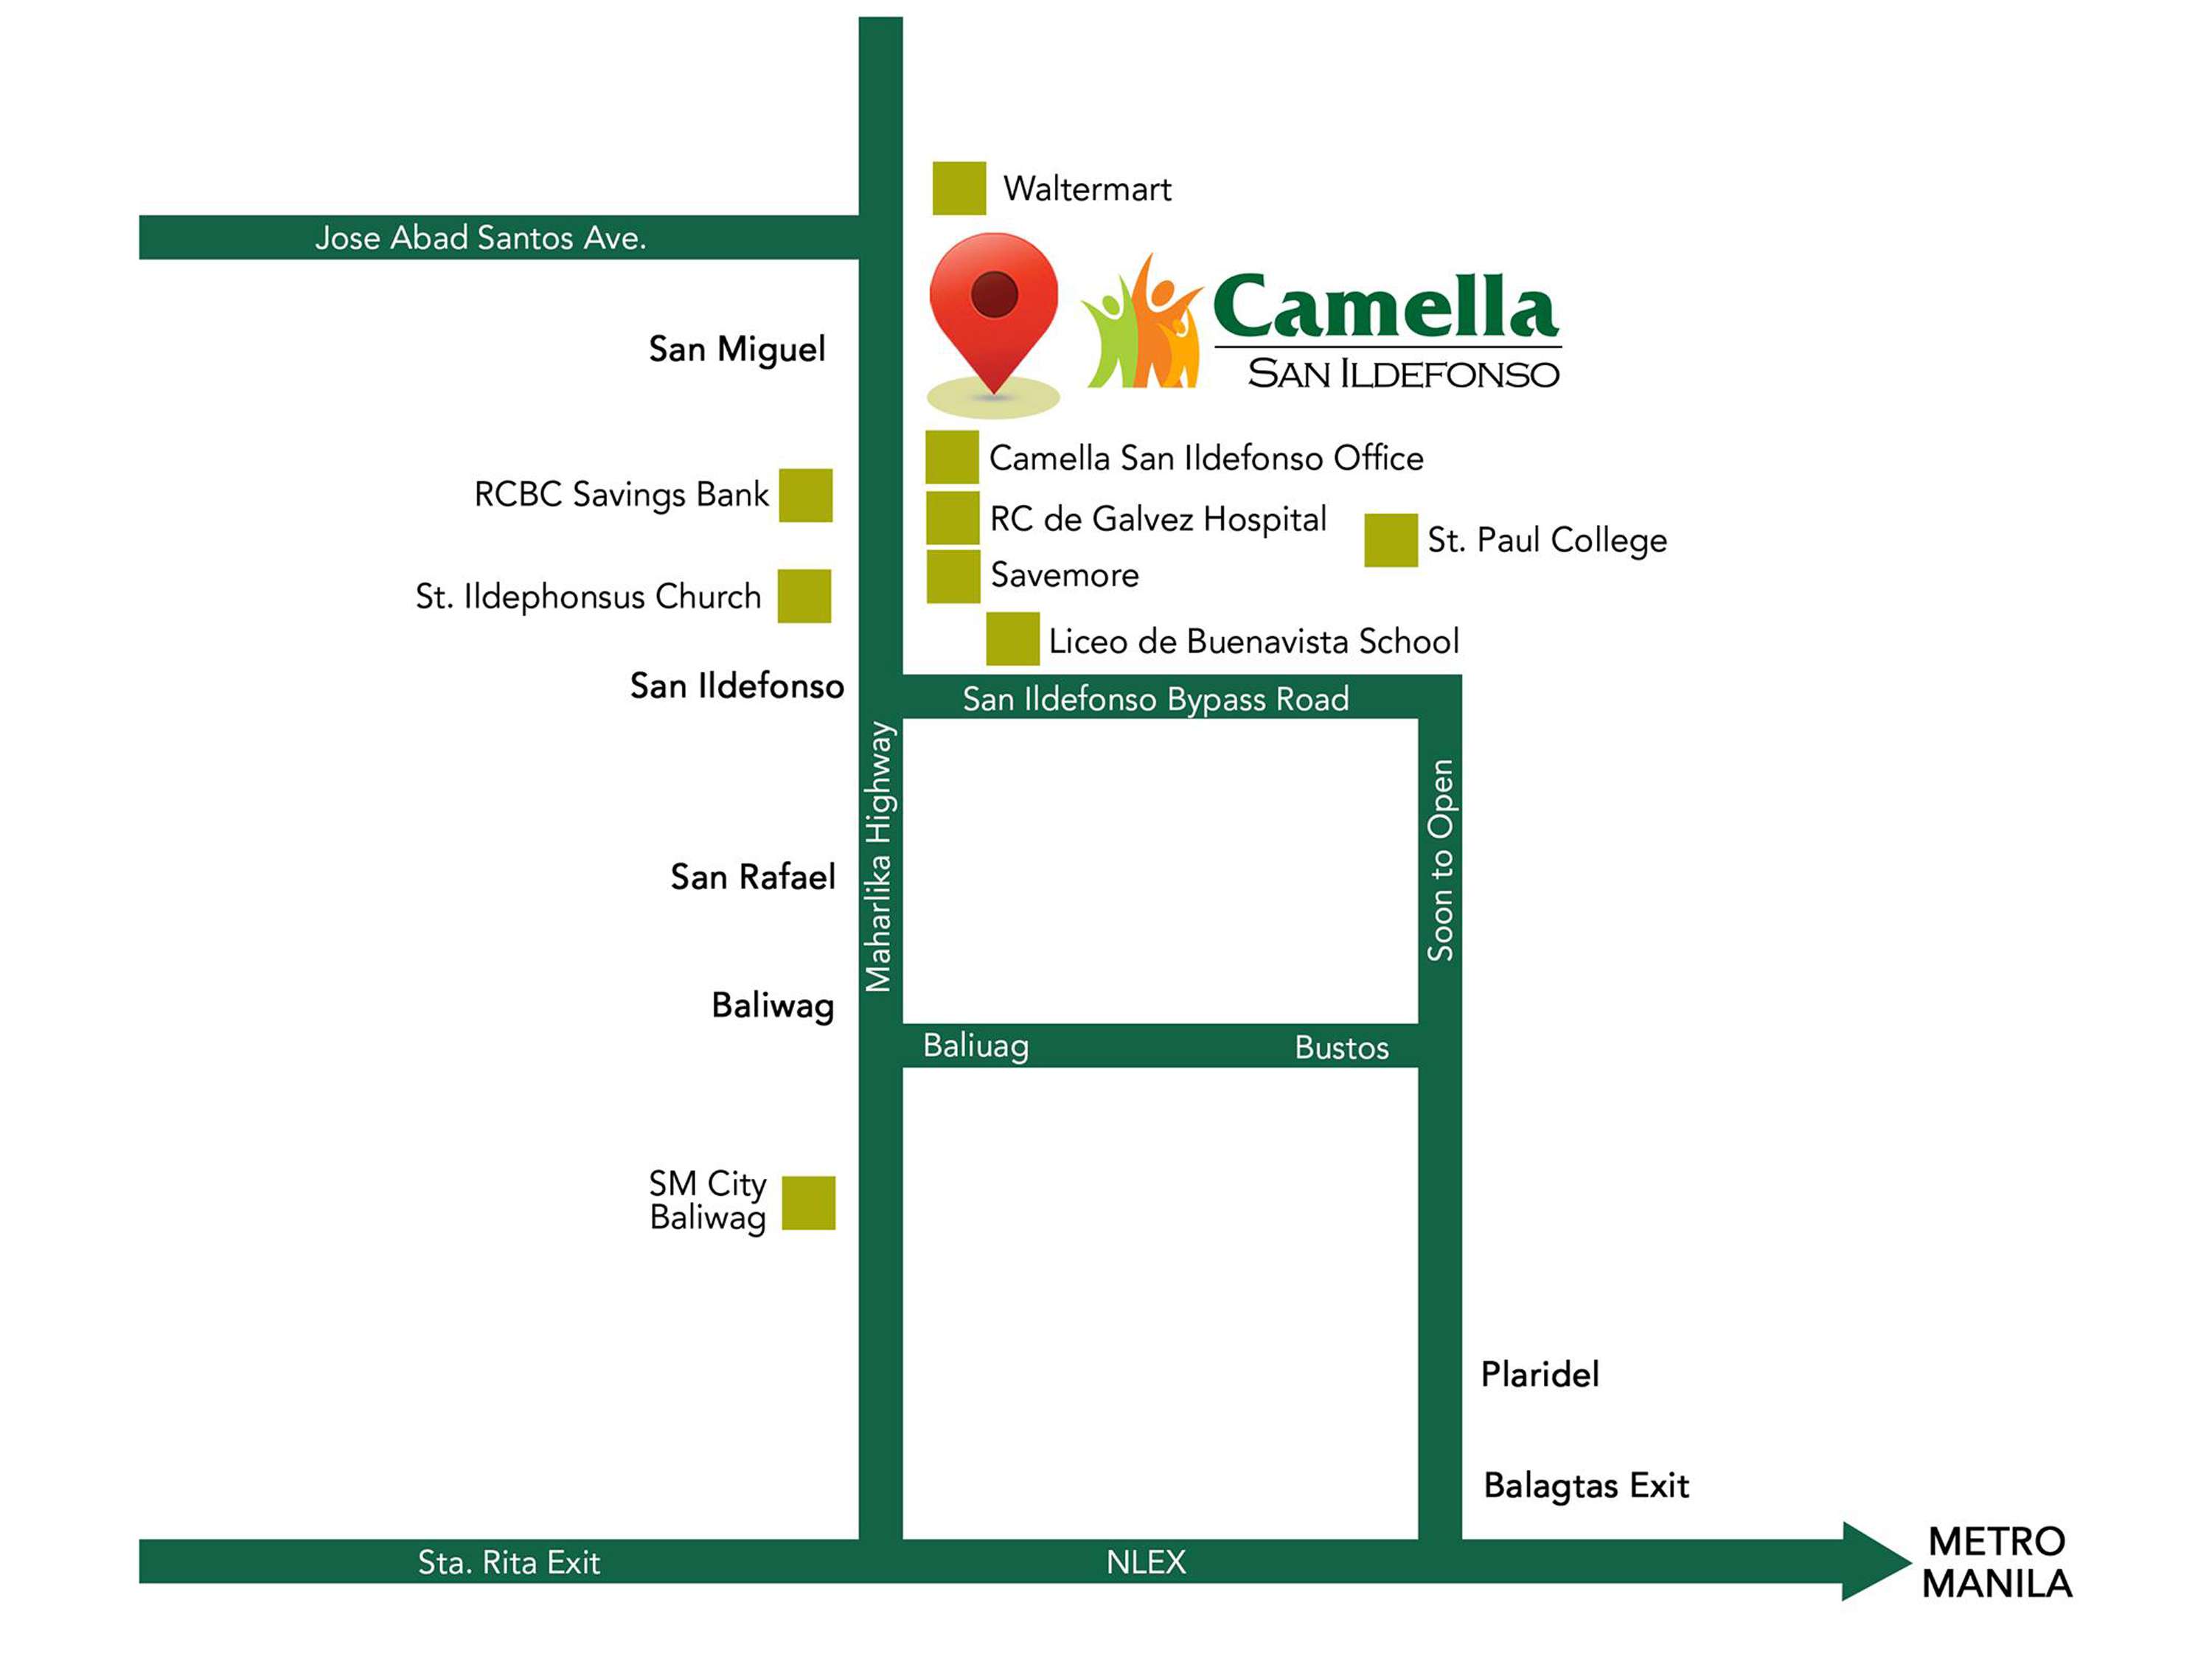 Waltermart
Jose Abad Santos Ave.
Camella
SAN ILDEFONSO
San Miguel
Camella San Ildefonso Office
RCBC Savings Bank
RC de Galvez Hospital
St. Paul College
Savemore
St. Ildephonsus Church
Liceo de Buenavista School
San Ildefonso
San Ildefonso Bypass Road
Maharlika Highway
Soon to Open
San Rafael
Baliwag
Baliuag
Bustos
SM City
Baliwag
Plaridel
Balagtas Exit
Sta. Rita Exit
NLEX
METRO
MANILA